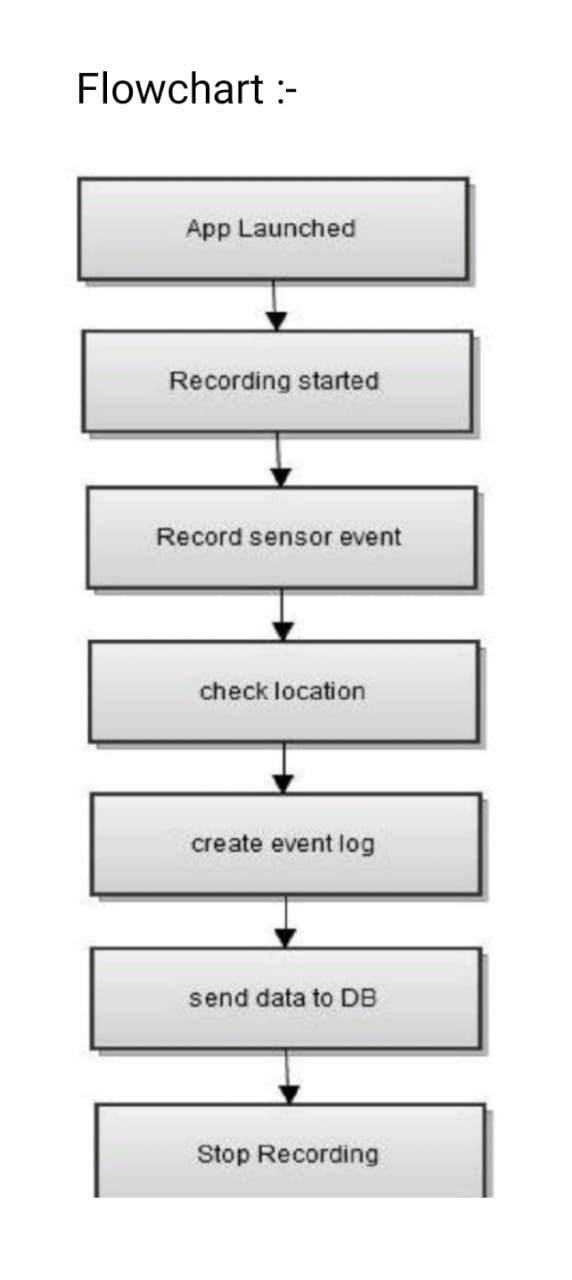 Flowchart :-
App Launched
Recording started
Record sensor event
check location
create event log
send data to DB
Stop Recording